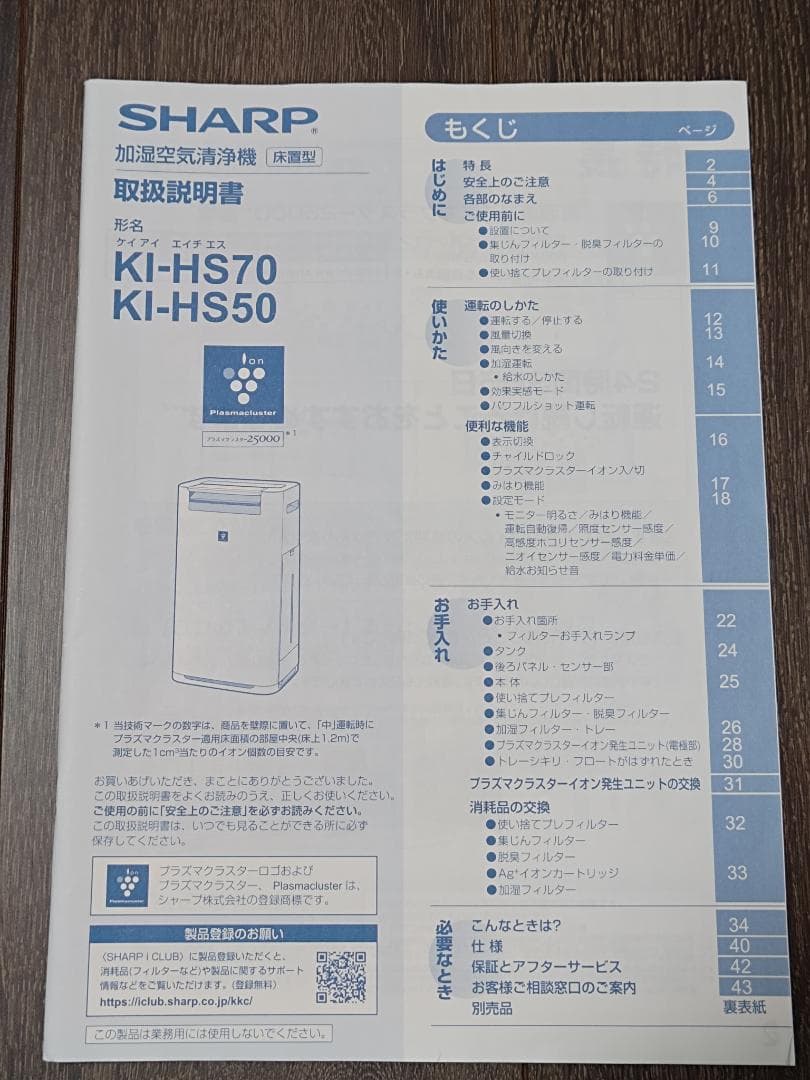 SHARP®
加湿空気清浄機 床置型
取扱説明書
形名
ケイ アイ エイチ エス
KI-HS70
KI-HS50
ion
Plasmacluster
プラズマクラスター25000 *1
*1 当技術マークの数字は、商品を壁際に置いて、「中」運転時に
プラズマクラスター適用床面積の部屋中央(床上1.2m)で
測定した1cm³当たりのイオン個数の目安です。
お買いあげいただき、まことにありがとうございました。
この取扱説明書をよくお読みのうえ、正しくお使いください。
ご使用の前に「安全上のご注意」を必ずお読みください。
この取扱説明書は、いつでも見ることができる所に必ず
保存してください。
ion
Plasmacluster
プラズマクラスターロゴおよび
プラズマクラスター、Plasmacluster は、
シャープ株式会社の登録商標です。
製品登録のお願い
〈SHARP i CLUB〉に製品登録いただくと、
消耗品(フィルターなど)や製品に関するサポート
情報などをご覧いただけます。(登録無料)
https://iclub.sharp.co.jp/kkc/
この製品は業務用には使用しないでください。
もくじ ページ
はじめに
特長 2
安全上のご注意 4
各部のなまえ 6
ご使用前に
●設置について 9
●集じんフィルター・脱臭フィルターの 10
取り付け
●使い捨てプレフィルターの取り付け 11
使いかた
運転のしかた
●運転する／停止する 12
●風量切換 13
●風向きを変える
●加湿運転 14
・給水のしかた
●効果実感モード 15
●パワフルショット運転
便利な機能
●表示切換 16
●チャイルドロック
●プラズマクラスターイオン入/切
●みはり機能 17
●設定モード 18
・モニター明るさ／みはり機能／
運転自動復帰／照度センサー感度／
高感度ホコリセンサー感度／
ニオイセンサー感度／電力料金単価／
給水お知らせ音
お手入れ
お手入れ
●お手入れ箇所 22
・フィルターお手入れランプ
●タンク 24
●後ろパネル・センサー部
●本体 25
●使い捨てプレフィルター
●集じんフィルター・脱臭フィルター
●加湿フィルター・トレー 26
●プラズマクラスターイオン発生ユニット(電極部) 28
●トレーシキリ・フロートがはずれたとき 30
プラズマクラスターイオン発生ユニットの交換 31
消耗品の交換
●使い捨てプレフィルター 32
●集じんフィルター
●脱臭フィルター
●Ag⁺イオンカートリッジ 33
●加湿フィルター
必要なとき
こんなときは? 34
仕様 40
保証とアフターサービス 42
お客様ご相談窓口のご案内 43
別売品 裏表紙